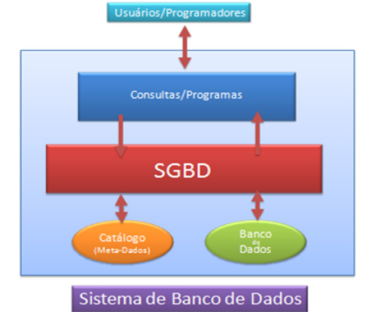 Usuários/Programadores
Consultas/Programas
SGBD
Catálogo
(Meta-Dados)
Banco
de
Dados
Sistema de Banco de Dados